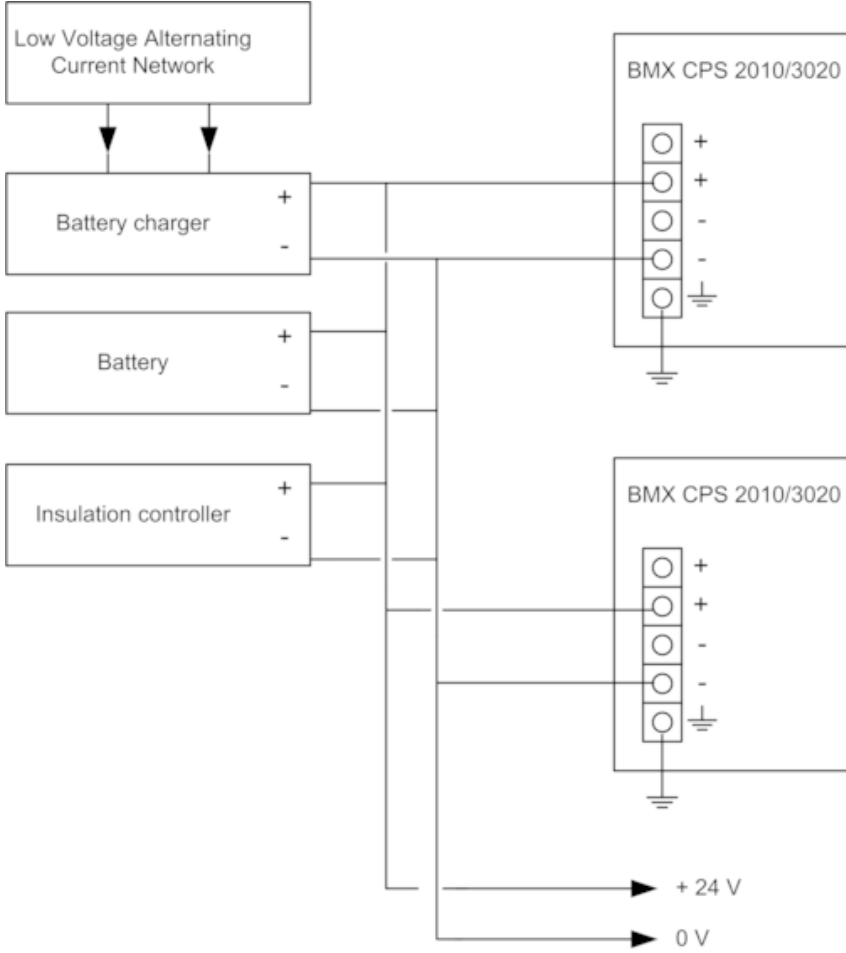 Low Voltage Alternating
Current Network
BMX CPS 2010/3020
+
+
-
-
Battery charger
+
-
Battery
+
-
Insulation controller
+
-
BMX CPS 2010/3020
+
+
-
-
+ 24 V
0 V